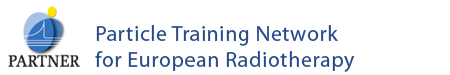 PARTNER
Particle Training Network
for European Radiotherapy